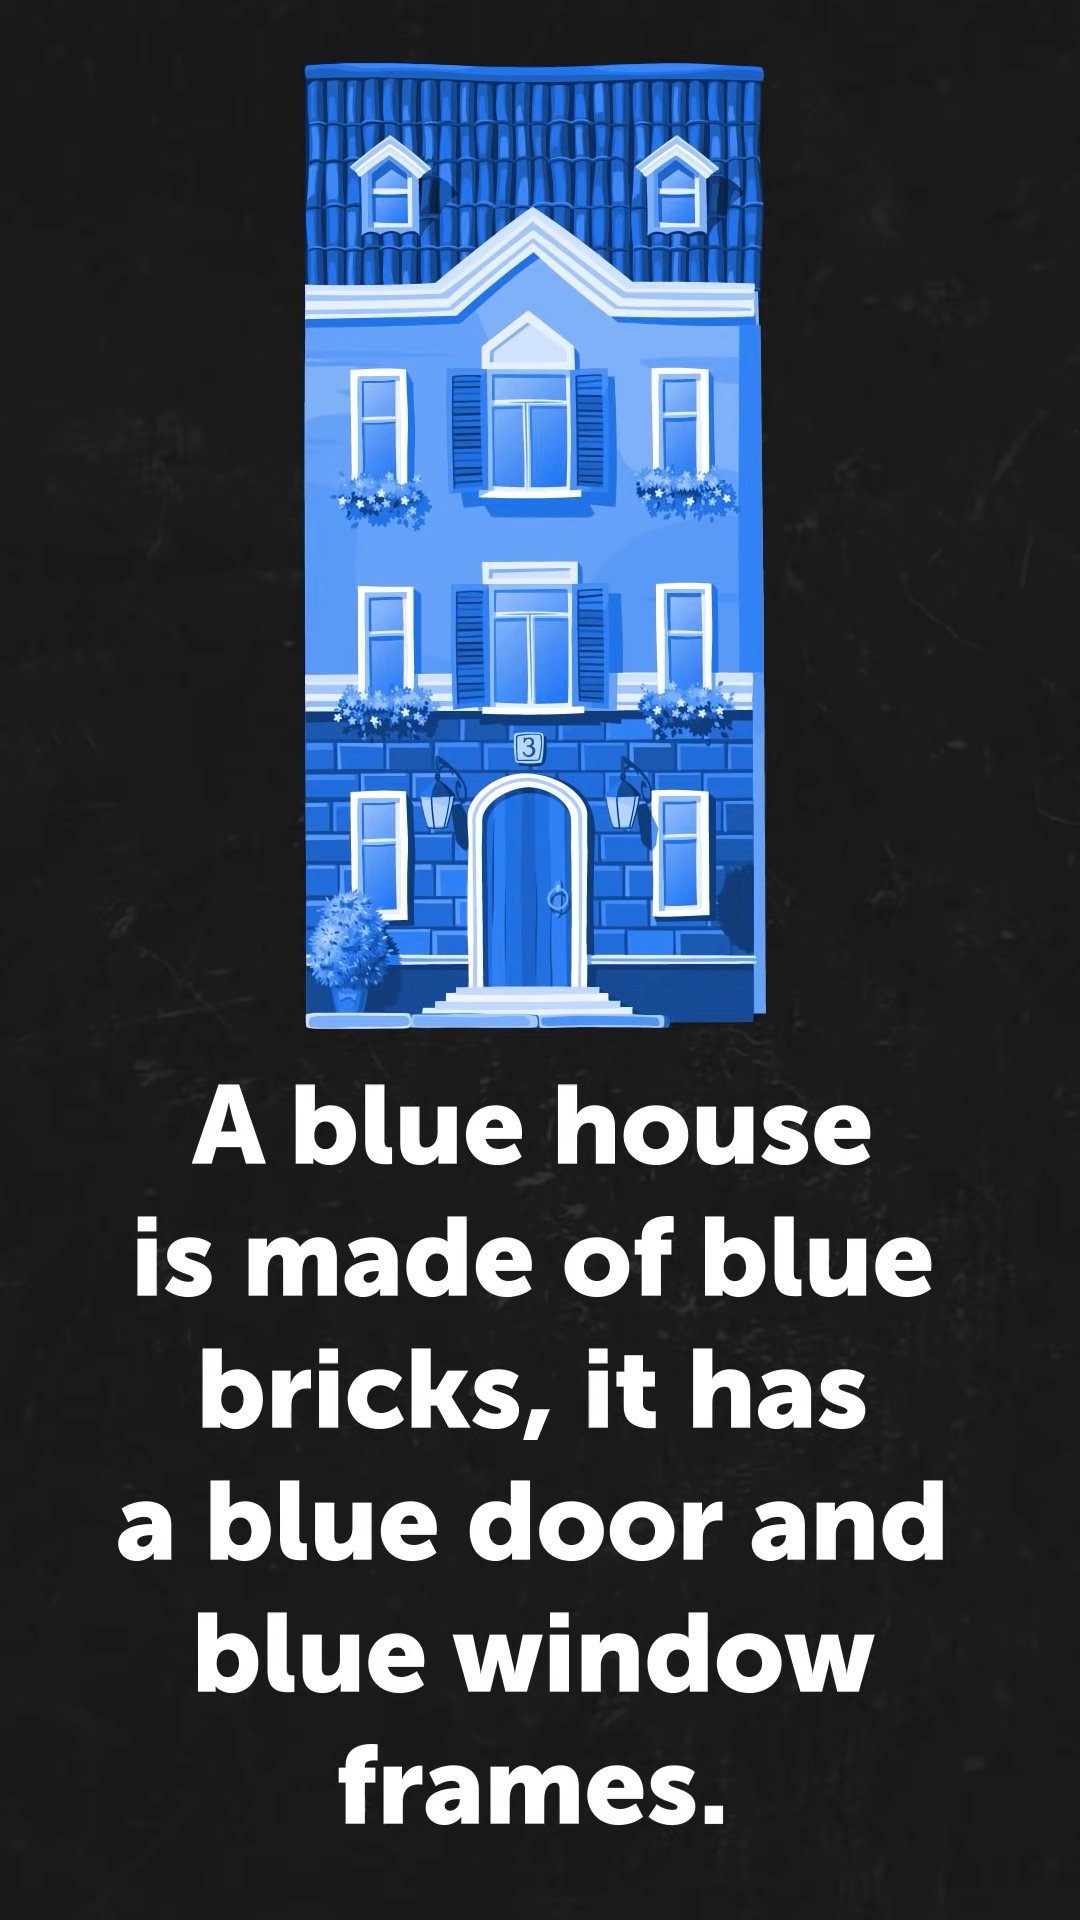 3
A blue house
is made of blue
bricks, it has
a blue door and
blue window
frames.